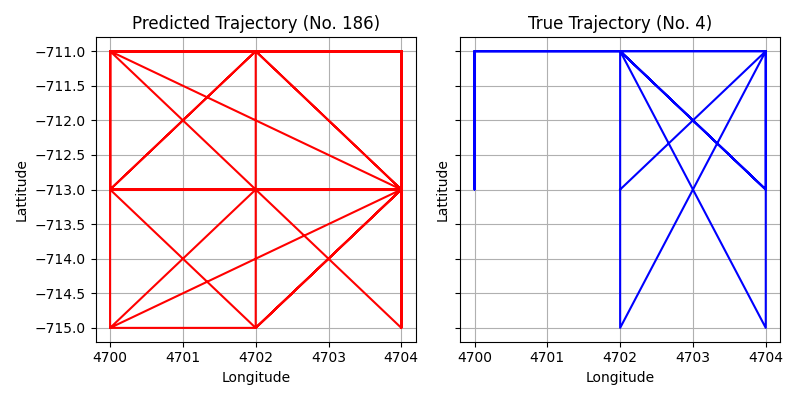 Predicted Trajectory (No. 186)
True Trajectory (No. 4)
−711.0
−711.5
−712.0
−712.5
−713.0
−713.5
−714.0
−714.5
−715.0
Lattitude
Lattitude
4700 4701 4702 4703 4704
4700 4701 4702 4703 4704
Longitude
Longitude